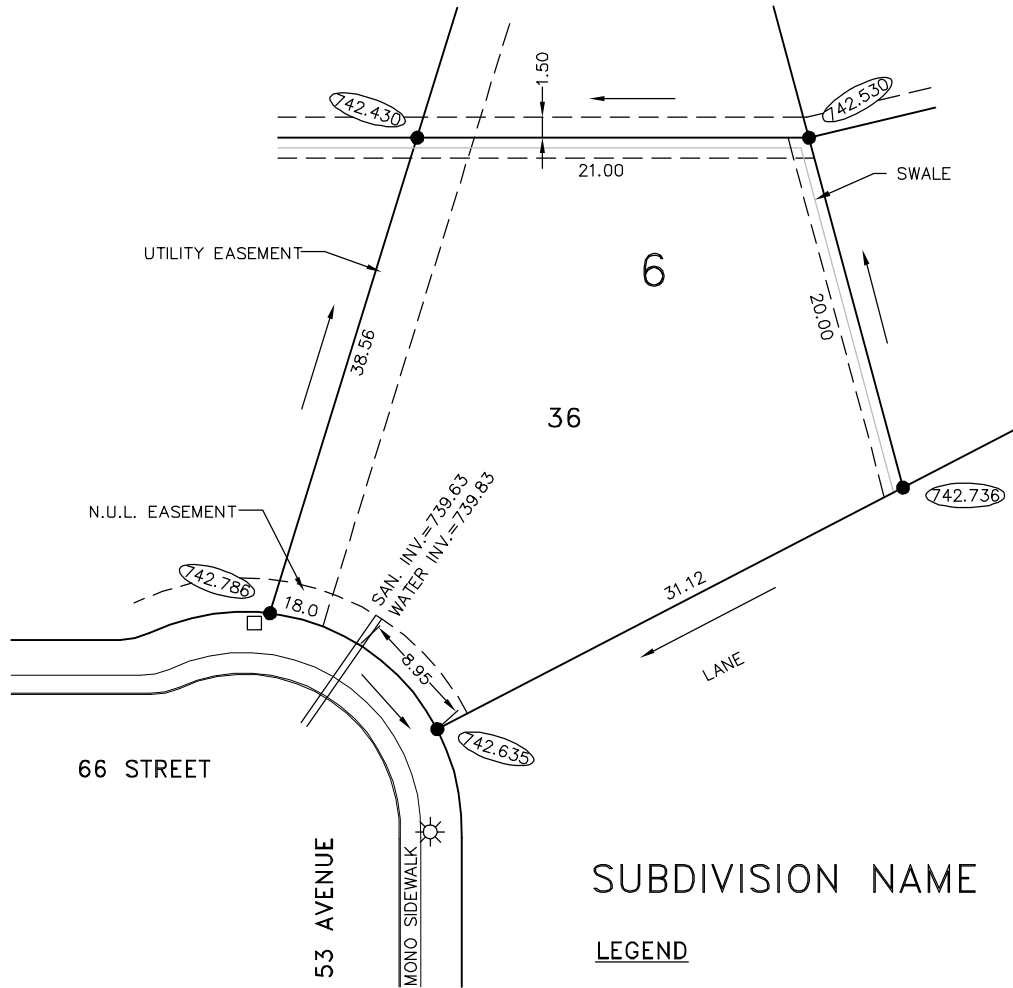 1.50
742.430
742.530
21.00
SWALE
UTILITY EASEMENT
6
20.00
38.56
36
SAN. INV.=739.63
WATER INV.=739.83
742.736
N.U.L. EASEMENT
742.786
18.0
31.12
8.95
LANE
742.635
66 STREET
53 AVENUE
MONO SIDEWALK
SUBDIVISION NAME
LEGEND